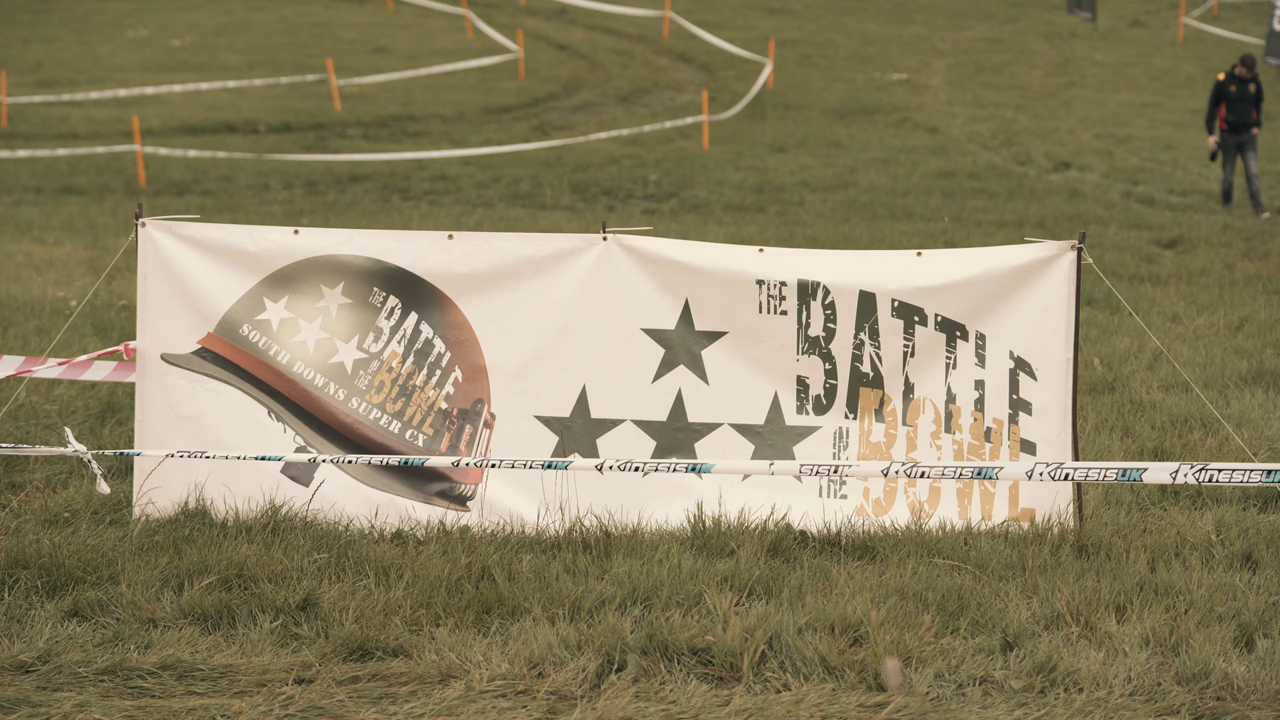 THE BATTLE
IN THE BOWL
SOUTH DOWNS SUPER CX
THE BATTLE
IN THE BOWL
KINESISUK KINESISUK KINESISUK SISUK KINESISUK KINESISUK KINESISUK